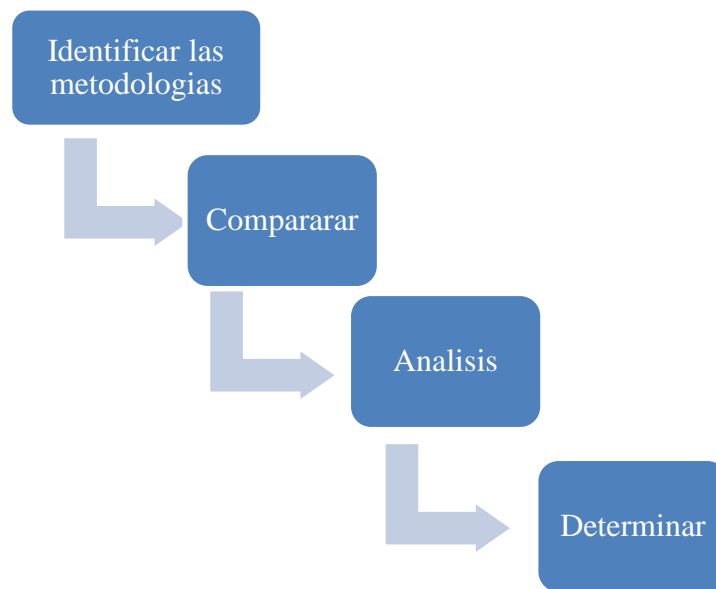 Identificar las
metodologias
Compararar
Analisis
Determinar